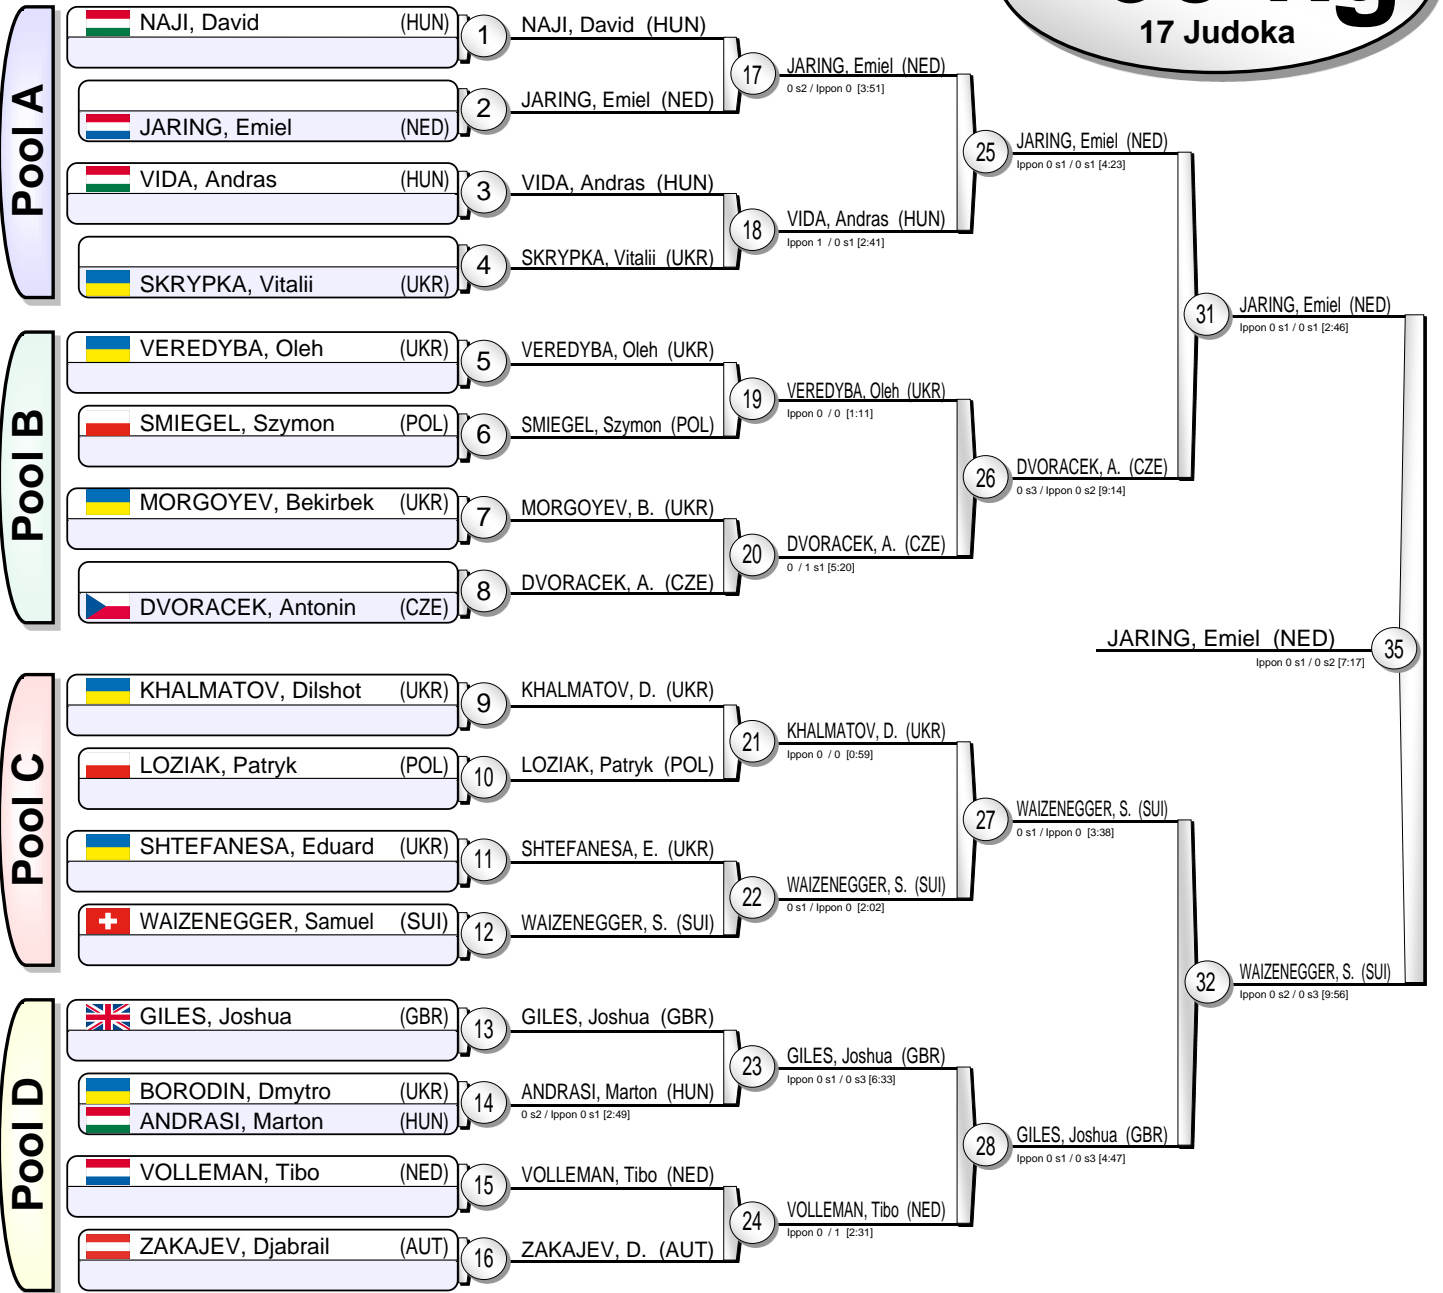 17 Judoka
Pool A
NAJI, David (HUN)
1
NAJI, David (HUN)
JARING, Emiel (NED)
2
JARING, Emiel (NED)
17
JARING, Emiel (NED)
0 s2 / Ippon 0 [3:51]
VIDA, Andras (HUN)
3
VIDA, Andras (HUN)
SKRYPKA, Vitalii (UKR)
4
SKRYPKA, Vitalii (UKR)
18
VIDA, Andras (HUN)
Ippon 1 / 0 s1 [2:41]
25
JARING, Emiel (NED)
Ippon 0 s1 / 0 s1 [4:23]
Pool B
VEREDYBA, Oleh (UKR)
5
VEREDYBA, Oleh (UKR)
SMIEGEL, Szymon (POL)
6
SMIEGEL, Szymon (POL)
19
VEREDYBA, Oleh (UKR)
Ippon 0 / 0 [1:11]
MORGOYEV, Bekirbek (UKR)
7
MORGOYEV, B. (UKR)
DVORACEK, Antonin (CZE)
8
DVORACEK, A. (CZE)
20
DVORACEK, A. (CZE)
0 / 1 s1 [5:20]
26
DVORACEK, A. (CZE)
0 s3 / Ippon 0 s2 [9:14]
31
JARING, Emiel (NED)
Ippon 0 s1 / 0 s1 [2:46]
JARING, Emiel (NED)
35
Ippon 0 s1 / 0 s2 [7:17]
Pool C
KHALMATOV, Dilshot (UKR)
9
KHALMATOV, D. (UKR)
LOZIAK, Patryk (POL)
10
LOZIAK, Patryk (POL)
21
KHALMATOV, D. (UKR)
Ippon 0 / 0 [0:59]
SHTEFANESA, Eduard (UKR)
11
SHTEFANESA, E. (UKR)
WAIZENEGGER, Samuel (SUI)
12
WAIZENEGGER, S. (SUI)
22
WAIZENEGGER, S. (SUI)
0 s1 / Ippon 0 [2:02]
27
WAIZENEGGER, S. (SUI)
0 s1 / Ippon 0 [3:38]
Pool D
GILES, Joshua (GBR)
13
GILES, Joshua (GBR)
BORODIN, Dmytro (UKR)
ANDRASI, Marton (HUN)
14
ANDRASI, Marton (HUN)
0 s2 / Ippon 0 s1 [2:49]
23
GILES, Joshua (GBR)
Ippon 0 s1 / 0 s3 [6:33]
VOLLEMAN, Tibo (NED)
15
VOLLEMAN, Tibo (NED)
ZAKAJEV, Djabrail (AUT)
16
ZAKAJEV, D. (AUT)
24
VOLLEMAN, Tibo (NED)
Ippon 0 / 1 [2:31]
28
GILES, Joshua (GBR)
Ippon 0 s1 / 0 s3 [4:47]
32
WAIZENEGGER, S. (SUI)
Ippon 0 s2 / 0 s3 [9:56]